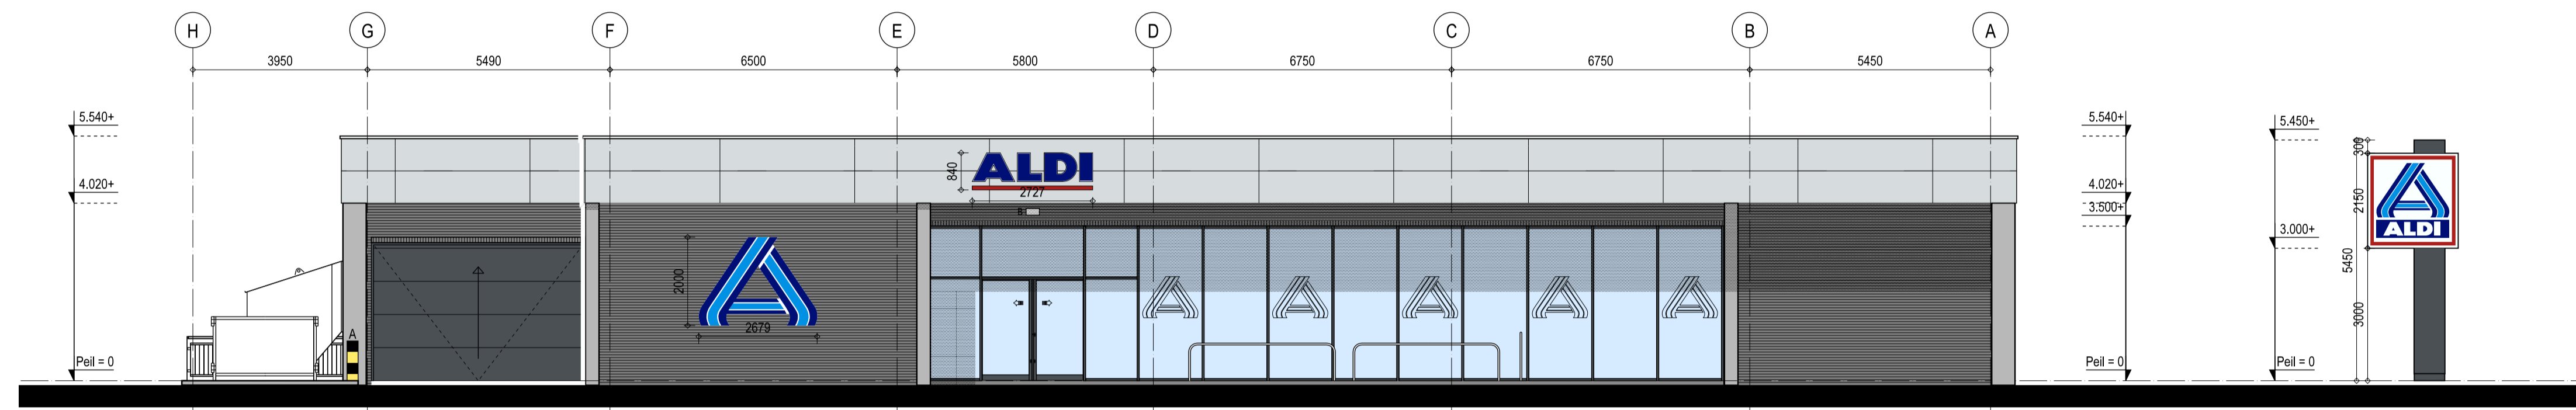 H G F E D C B A
3950 5490 6500 5800 6750 6750 5450
5.540+
4.020+
Peil = 0
A
2000
2679
840
ALDI
2727
B
5.540+
4.020+
3.500+
Peil = 0
5.450+
3.000+
Peil = 0
300
2150
5450
3000
ALDI